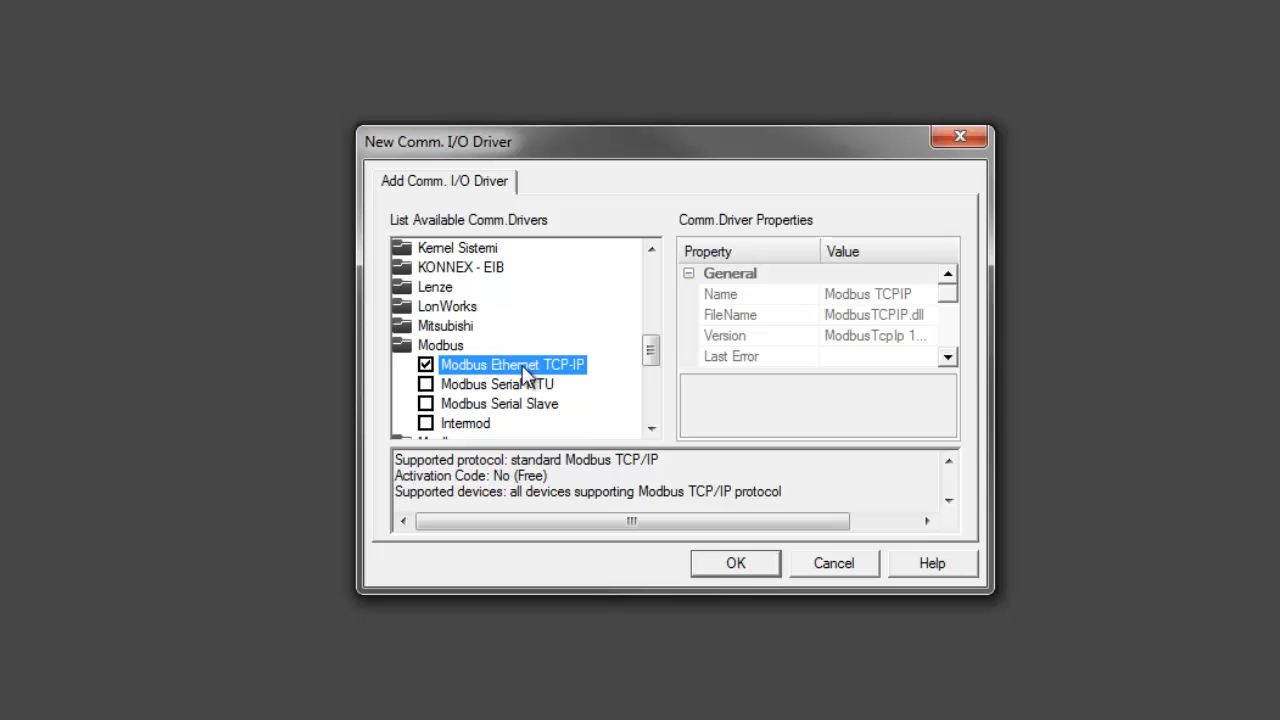 New Comm. I/O Driver
Add Comm. I/O Driver
List Available Comm.Drivers
Kernel Sistemi
KONNEX - EIB
Lenze
LonWorks
Mitsubishi
Modbus
Modbus Ethernet TCP-IP
Modbus Serial RTU
Modbus Serial Slave
Intermod
Comm.Driver Properties
Property Value
General
Name Modbus TCPIP
FileName ModbusTCPIP.dll
Version ModbusTcpIp 1...
Last Error
Supported protocol: standard Modbus TCP/IP
Activation Code: No (Free)
Supported devices: all devices supporting Modbus TCP/IP protocol
OK Cancel Help